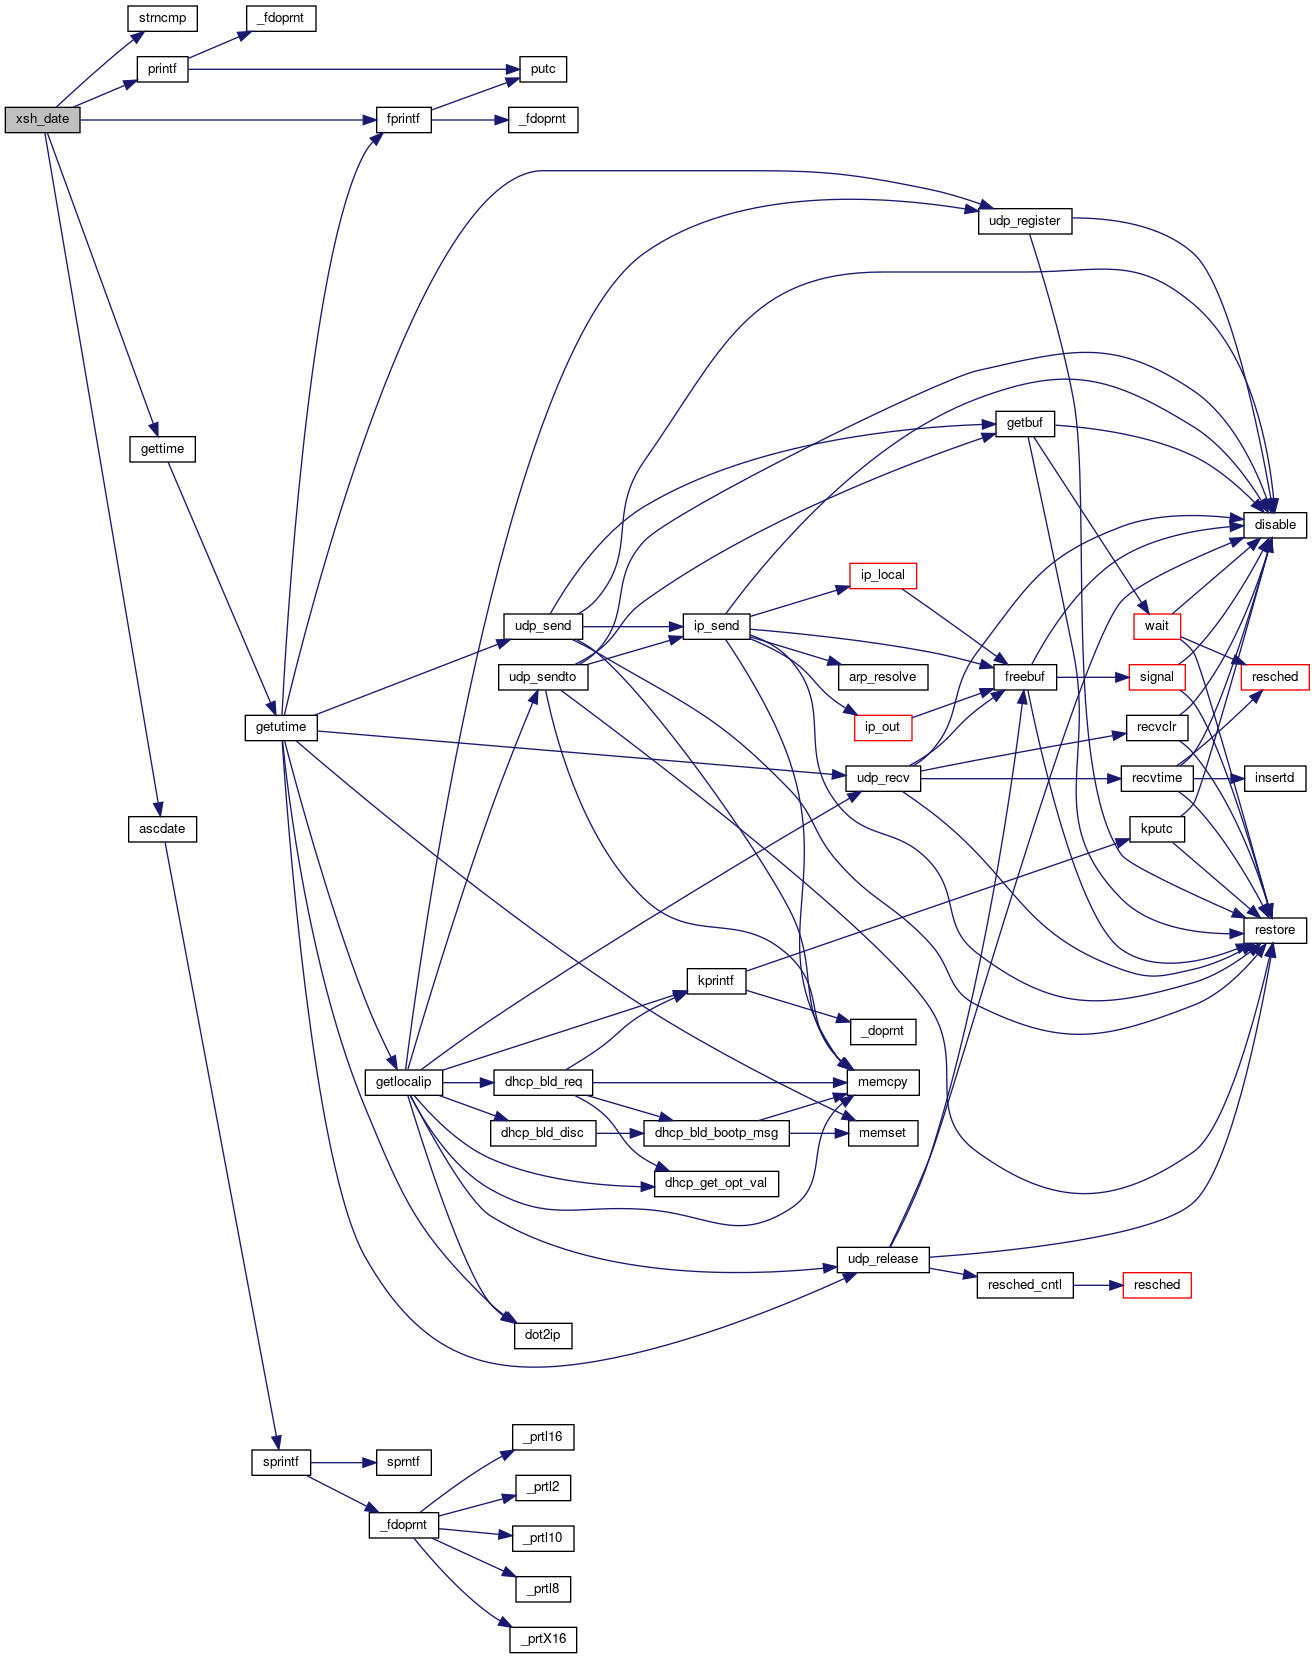 strncmp
_fdoprnt
printf
putc
xsh_date
fprintf
_fdoprnt
udp_register
getbuf
gettime
disable
ip_local
udp_send
ip_send
wait
udp_sendto
arp_resolve
freebuf
signal
resched
getutime
ip_out
recvclr
udp_recv
recvtime
insertd
ascdate
kputc
restore
kprintf
_doprnt
getlocalip
dhcp_bld_req
memcpy
dhcp_bld_disc
dhcp_bld_bootp_msg
memset
dhcp_get_opt_val
udp_release
resched_cntl
resched
dot2ip
_prtl16
sprintf
sprntf
_prtl2
_fdoprnt
_prtl10
_prtl8
_prtX16